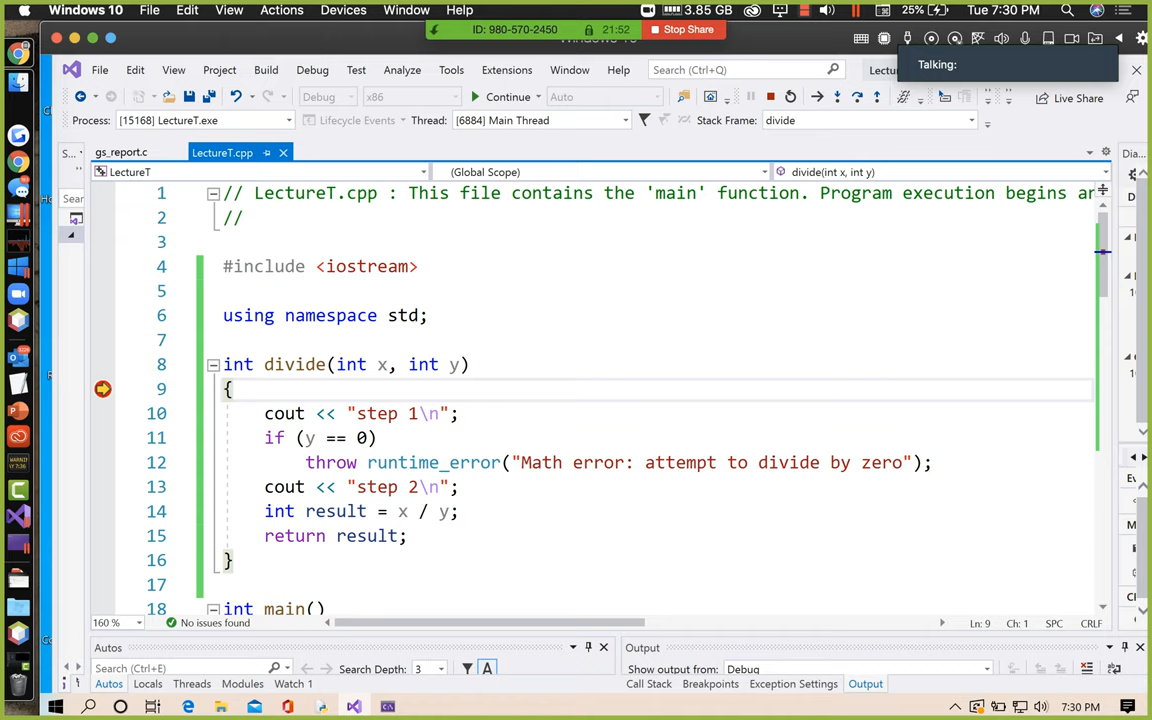 Windows 10 File Edit View Actions Devices Window Help 3.85 GB 25% Tue 7:30 PM
ID: 980-570-2450 21:52 Stop Share
Talking:
File Edit View Project Build Debug Test Analyze Tools Extensions Window Help Search (Ctrl+Q) Lectu
Debug x86 Continue Auto Live Share
Process: [15168] LectureT.exe Lifecycle Events Thread: [6884] Main Thread Stack Frame: divide
S... gs_report.c LectureT.cpp Dia...
LectureT (Global Scope) divide(int x, int y)
Sear
1 // LectureT.cpp : This file contains the 'main' function. Program execution begins an
2 //
3
4 #include <iostream>
5
6 using namespace std;
7
8 int divide(int x, int y)
9 {
10 cout << "step 1\n";
11 if (y == 0)
12 throw runtime_error("Math error: attempt to divide by zero");
13 cout << "step 2\n";
14 int result = x / y;
15 return result;
16 }
17
18 int main()
160 % No issues found Ln: 9 Ch: 1 SPC CRLF
Autos Output
Search (Ctrl+E) Search Depth: 3 A Show output from: Debug
Autos Locals Threads Modules Watch 1 Call Stack Breakpoints Exception Settings Output
7:30 PM